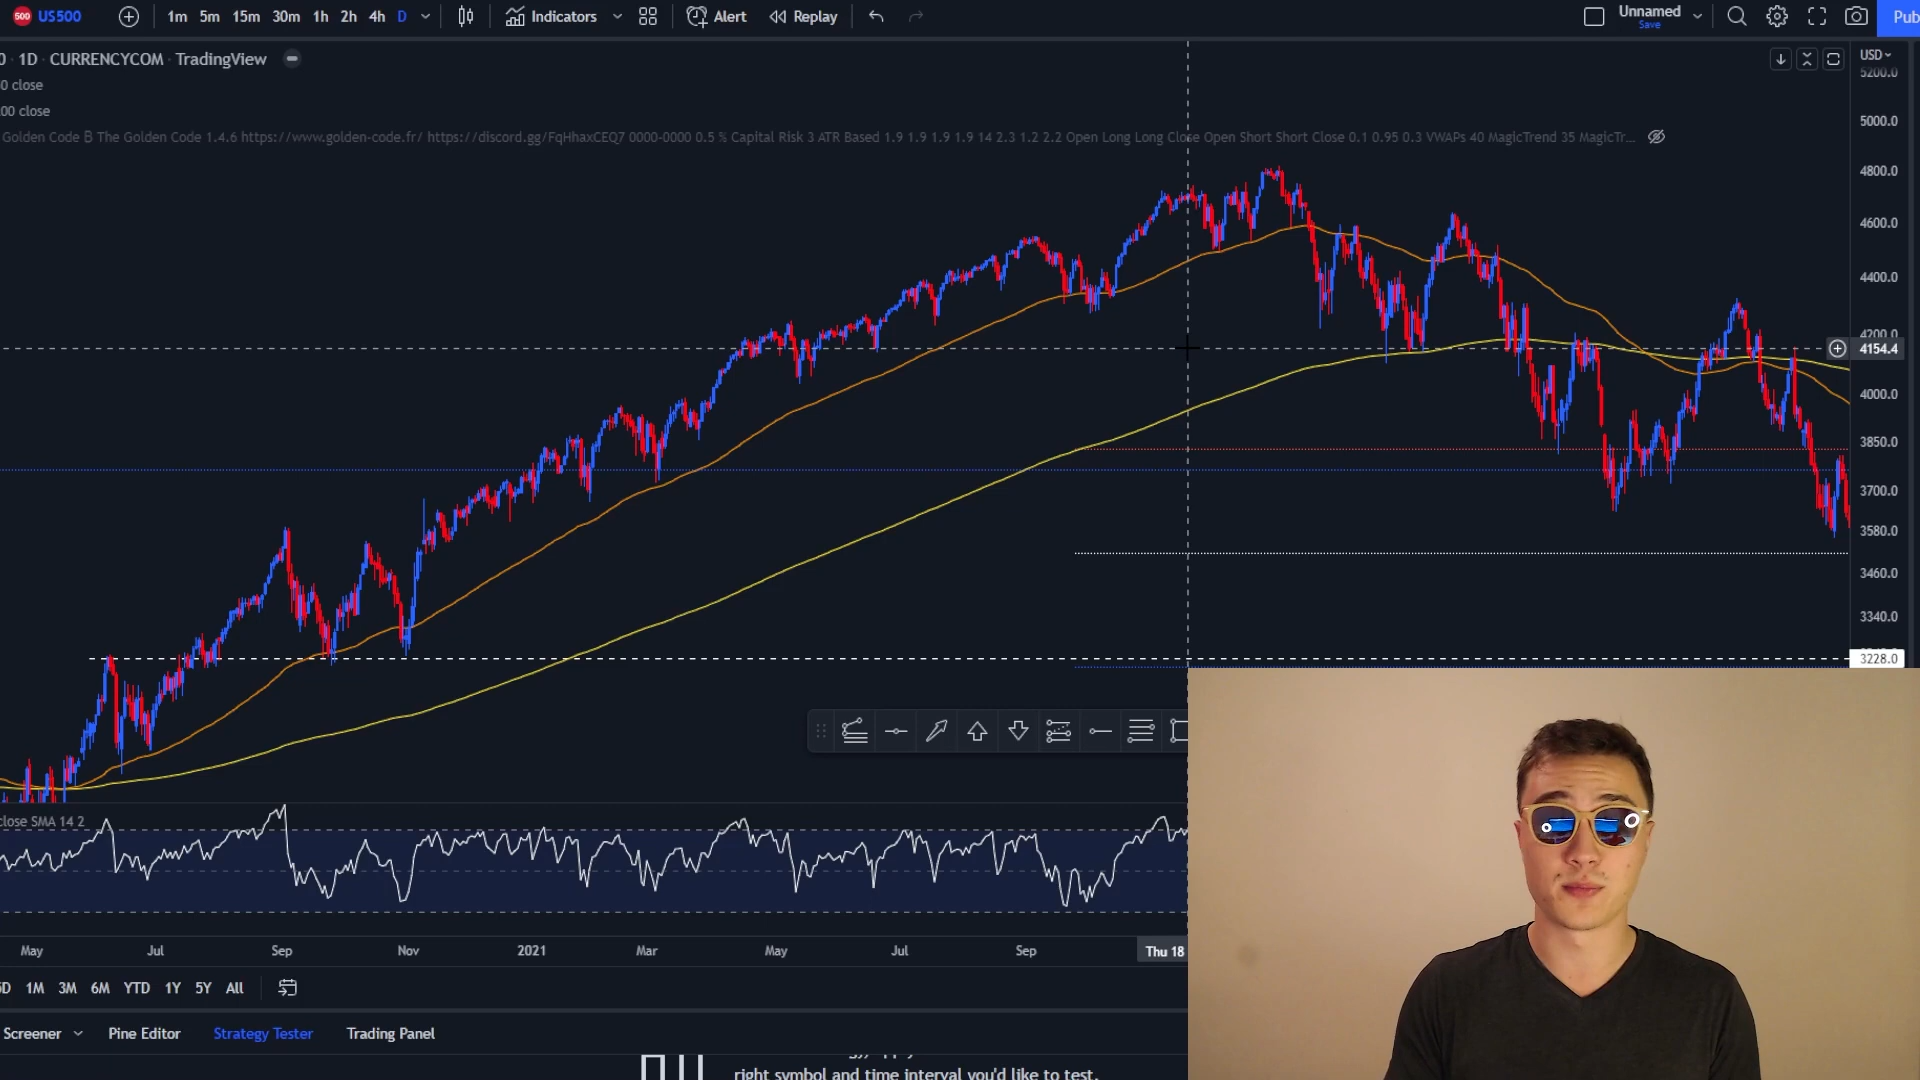 500 US500 1m 5m 15m 30m 1h 2h 4h D Indicators Alert Replay Unnamed Save Pub
0 · 1D · CURRENCYCOM · TradingView
0 close
00 close
Golden Code ₿ The Golden Code 1.4.6 https://www.golden-code.fr/ https://discord.gg/FqHhaxCEQ7 0000-0000 0.5 % Capital Risk 3 ATR Based 1.9 1.9 1.9 1.9 14 2.3 1.2 2.2 Open Long Long Close Open Short Short Close 0.1 0.95 0.3 VWAPs 40 MagicTrend 35 MagicTr...
USD
5200.0
5000.0
4800.0
4600.0
4400.0
4200.0
4154.4
4000.0
3850.0
3700.0
3580.0
3460.0
3340.0
3228.0
close SMA 14 2
May Jul Sep Nov 2021 Mar May Jul Sep Thu 18
5D 1M 3M 6M YTD 1Y 5Y All
Screener Pine Editor Strategy Tester Trading Panel
right symbol and time interval you'd like to test.